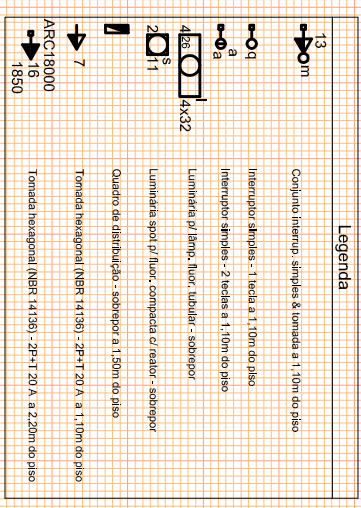 Legenda
13
m
Conjunto interrup. simples & tomada a 1,10m do piso
q
Interruptor simples - 1 tecla a 1,10m do piso
a
a
Interruptor simples - 2 teclas a 1,10m do piso
4 26
l
4x32
Luminária p/ lâmp. fluor. tubular - sobrepor
s
2 11
Luminária spot p/ fluor. compacta c/ reator - sobrepor
Quadro de distribuição - sobrepor a 1,50m do piso
7
Tomada hexagonal (NBR 14136) - 2P+T 20 A a 1,10m do piso
ARC18000
16
1850
Tomada hexagonal (NBR 14136) - 2P+T 20 A a 2,20m do piso